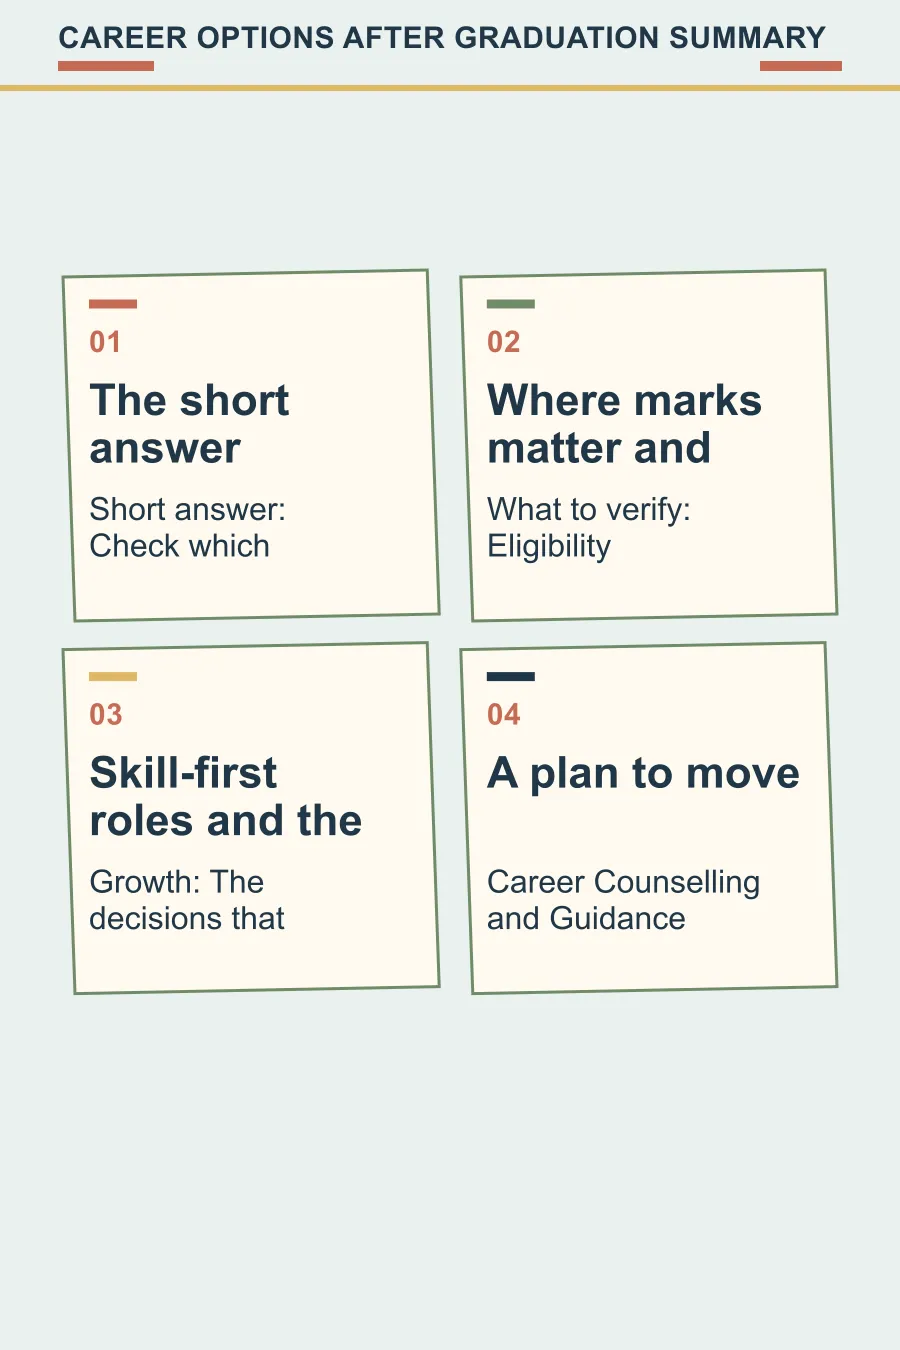 CAREER OPTIONS AFTER GRADUATION SUMMARY
01
The short
answer
Short answer:
Check which
02
Where marks
matter and
What to verify:
Eligibility
03
Skill-first
roles and the
Growth: The
decisions that
04
A plan to move
Career Counselling
and Guidance